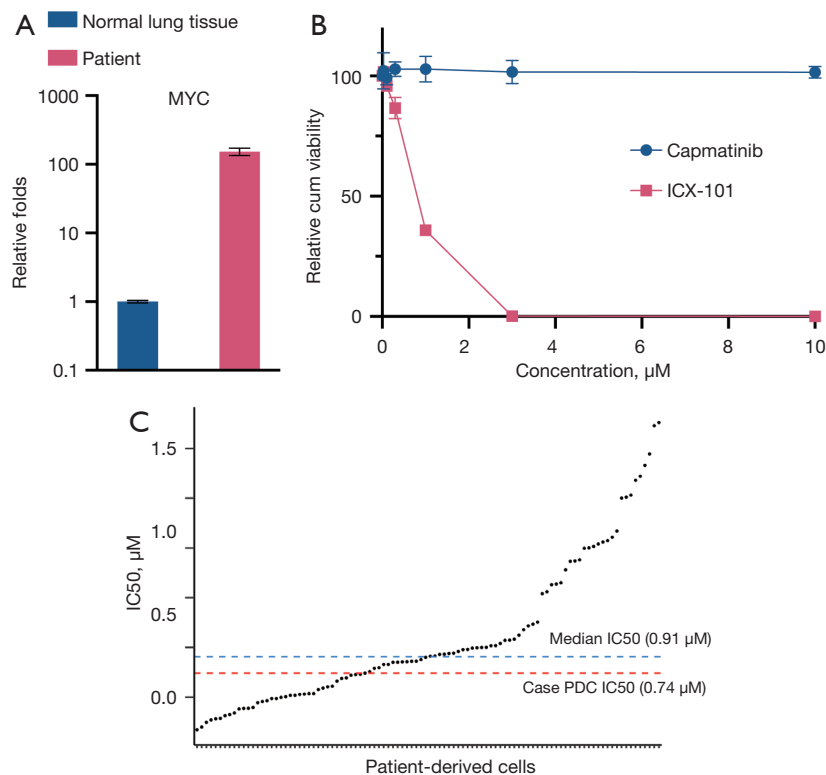 A
Normal lung tissue
Patient
MYC
Relative folds
1000
100
10
1
0.1
B
Relative cum viability
100
50
0
Capmatinib
ICX-101
0
2
4
6
8
10
Concentration, µM
C
IC50, µM
1.5
1.0
0.5
0.0
Median IC50 (0.91 µM)
Case PDC IC50 (0.74 µM)
Patient-derived cells